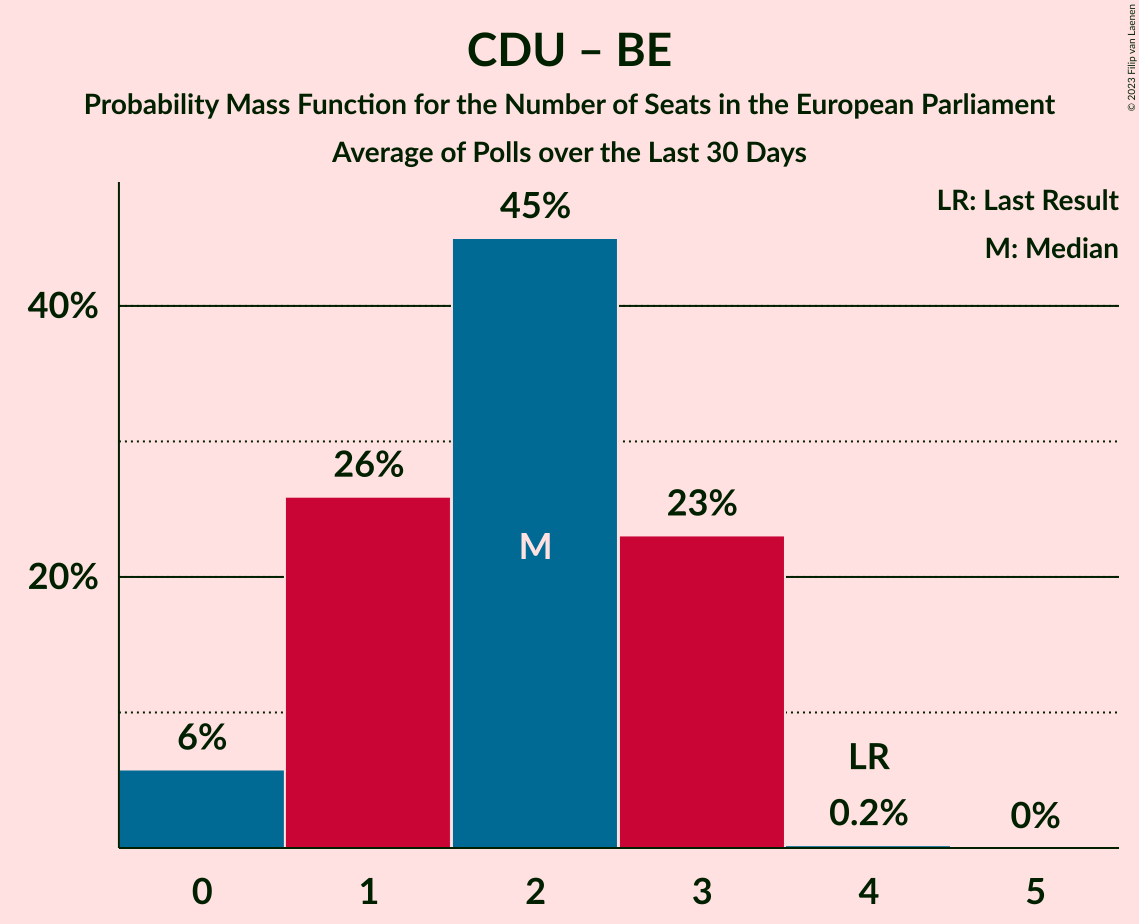 CDU – BE
Probability Mass Function for the Number of Seats in the European Parliament
Average of Polls over the Last 30 Days
© 2023 Filip van Laenen
LR: Last Result
M: Median
45%
40%
26%
23%
M
20%
6%
LR
0.2%
0%
0 1 2 3 4 5